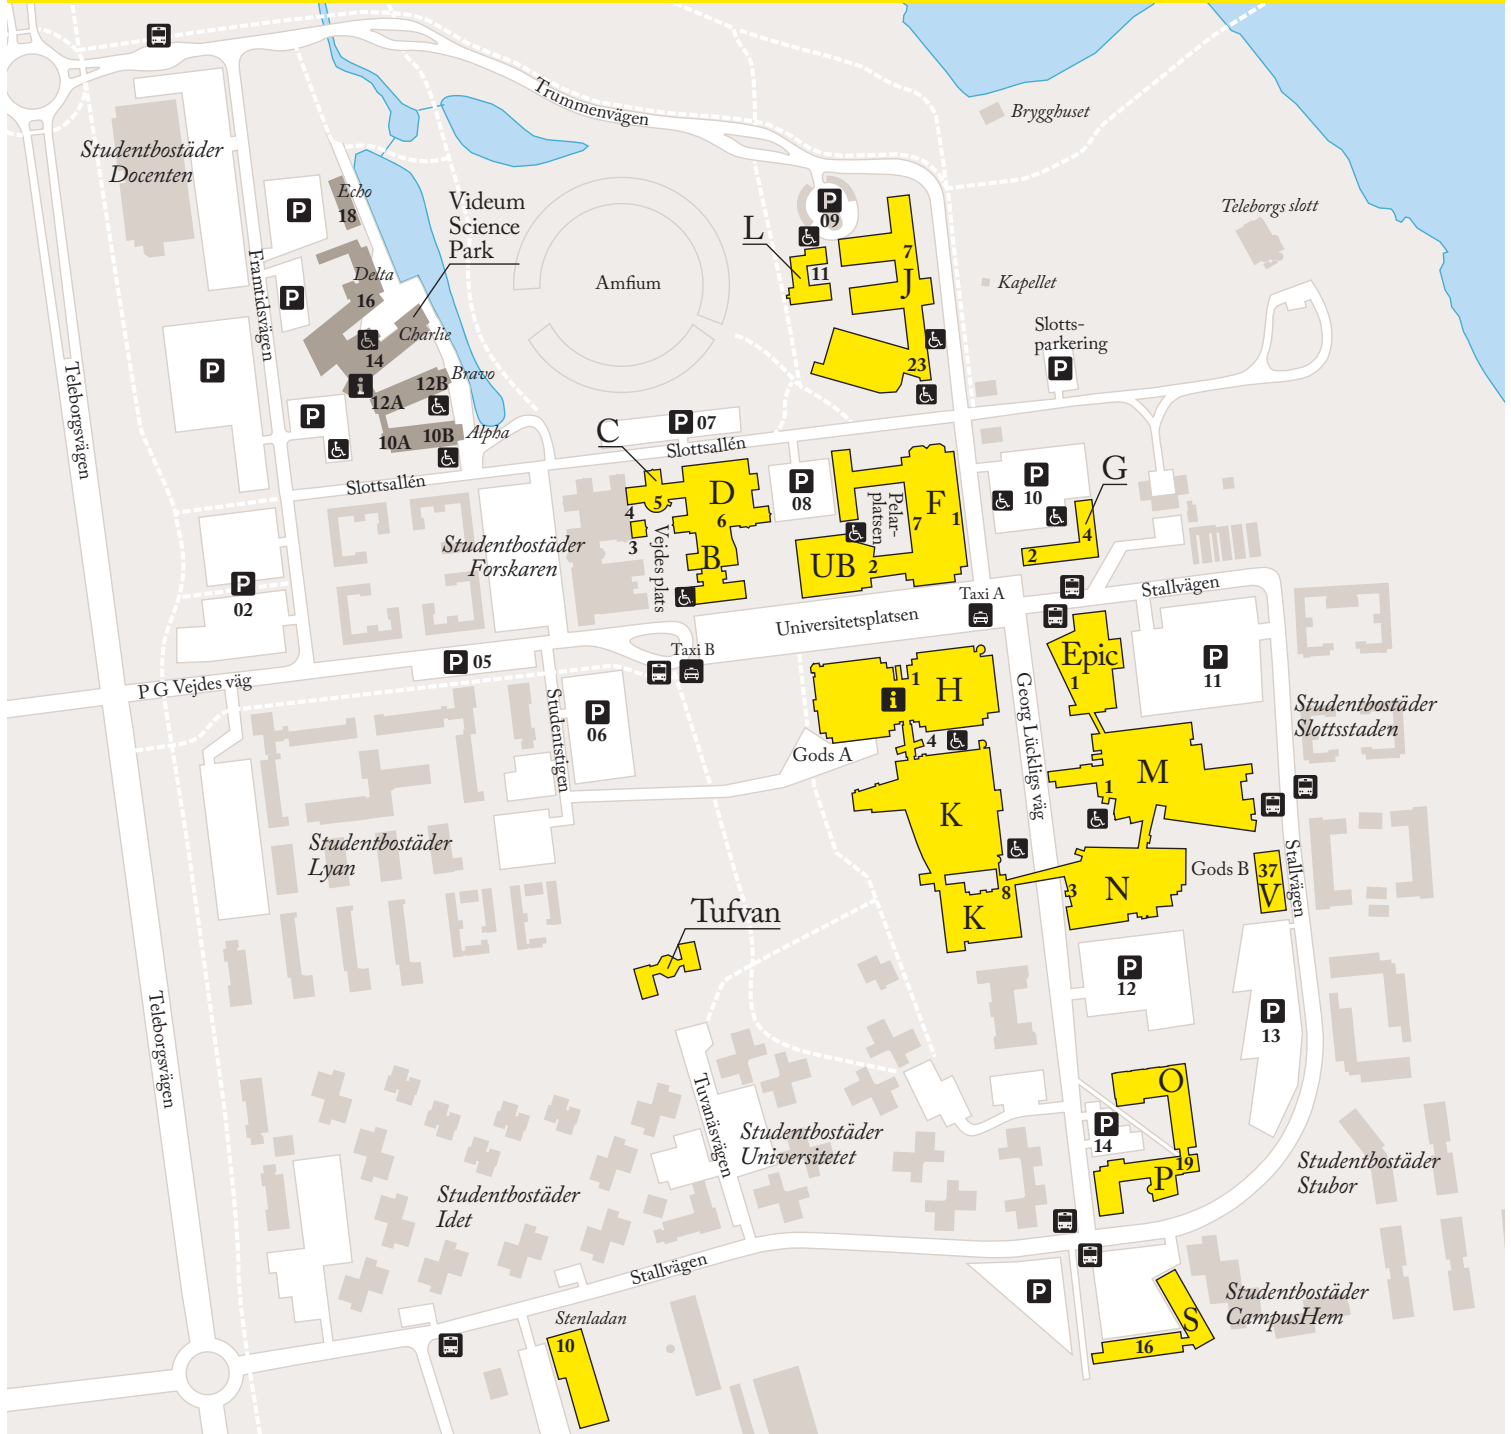 Trummenvägen
Brygghuset
Studentbostäder
Docenten
Echo
18
Videum
Science
Park
P
P
09
Teleborgs slott
L
11
7
J
Framtidsvägen
Delta
16
P
Amfium
Kapellet
Charlie
14
Slotts-
parkering
P
P
23
Teleborgsvägen
i
12B
Bravo
12A
P
10A
10B
Alpha
P 07
C
Slottsallén
Slottsallén
D
6
5
4
3
P
08
Pelar-
platsen
F
7
1
P
10
G
4
2
Studentbostäder
Forskaren
Vejdes plats
B
UB
2
P
02
Taxi A
Stallvägen
Universitetsplatsen
P 05
Taxi B
Epic
1
P
11
P G Vejdes väg
1
H
i
Studentstigen
P
06
Georg Lückligs väg
Studentbostäder
Slottsstaden
Gods A
4
M
1
K
Studentbostäder
Lyan
Gods B
37
V
Stallvägen
8
3
N
K
Tufvan
P
12
Teleborgsvägen
P
13
O
Tuvanäsvägen
P
14
Studentbostäder
Universitetet
19
P
Studentbostäder
Stubor
Studentbostäder
Idet
Stallvägen
P
Studentbostäder
CampusHem
Stenladan
10
S
16